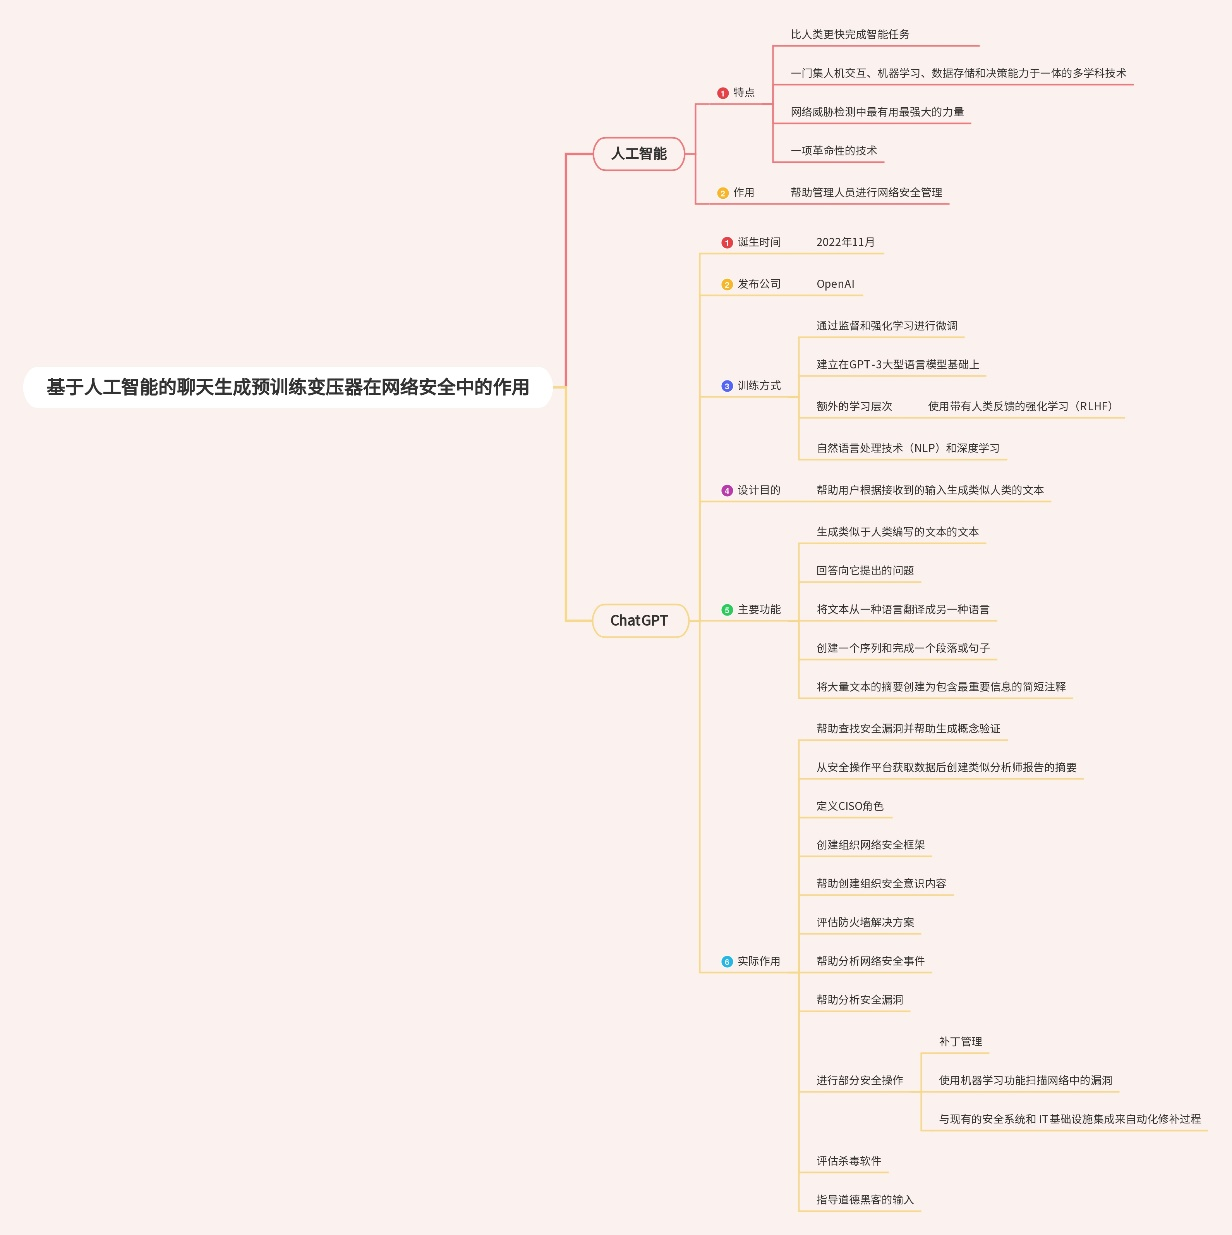 基于人工智能的聊天生成预训练变压器在网络安全中的作用
人工智能
1 特点
比人类更快完成智能任务
一门集人机交互、机器学习、数据存储和决策能力于一体的多学科技术
网络威胁检测中最有用最强大的力量
一项革命性的技术
2 作用
帮助管理人员进行网络安全管理
ChatGPT
1 诞生时间
2022年11月
2 发布公司
OpenAI
3 训练方式
通过监督和强化学习进行微调
建立在GPT-3大型语言模型基础上
额外的学习层次
使用带有人类反馈的强化学习（RLHF）
自然语言处理技术（NLP）和深度学习
4 设计目的
帮助用户根据接收到的输入生成类似人类的文本
5 主要功能
生成类似于人类编写的文本的文本
回答向它提出的问题
将文本从一种语言翻译成另一种语言
创建一个序列和完成一个段落或句子
将大量文本的摘要创建为包含最重要信息的简短注释
6 实际作用
帮助查找安全漏洞并帮助生成概念验证
从安全操作平台获取数据后创建类似分析师报告的摘要
定义CISO角色
创建组织网络安全框架
帮助创建组织安全意识内容
评估防火墙解决方案
帮助分析网络安全事件
帮助分析安全漏洞
进行部分安全操作
补丁管理
使用机器学习功能扫描网络中的漏洞
与现有的安全系统和 IT基础设施集成来自动化修补过程
评估杀毒软件
指导道德黑客的输入